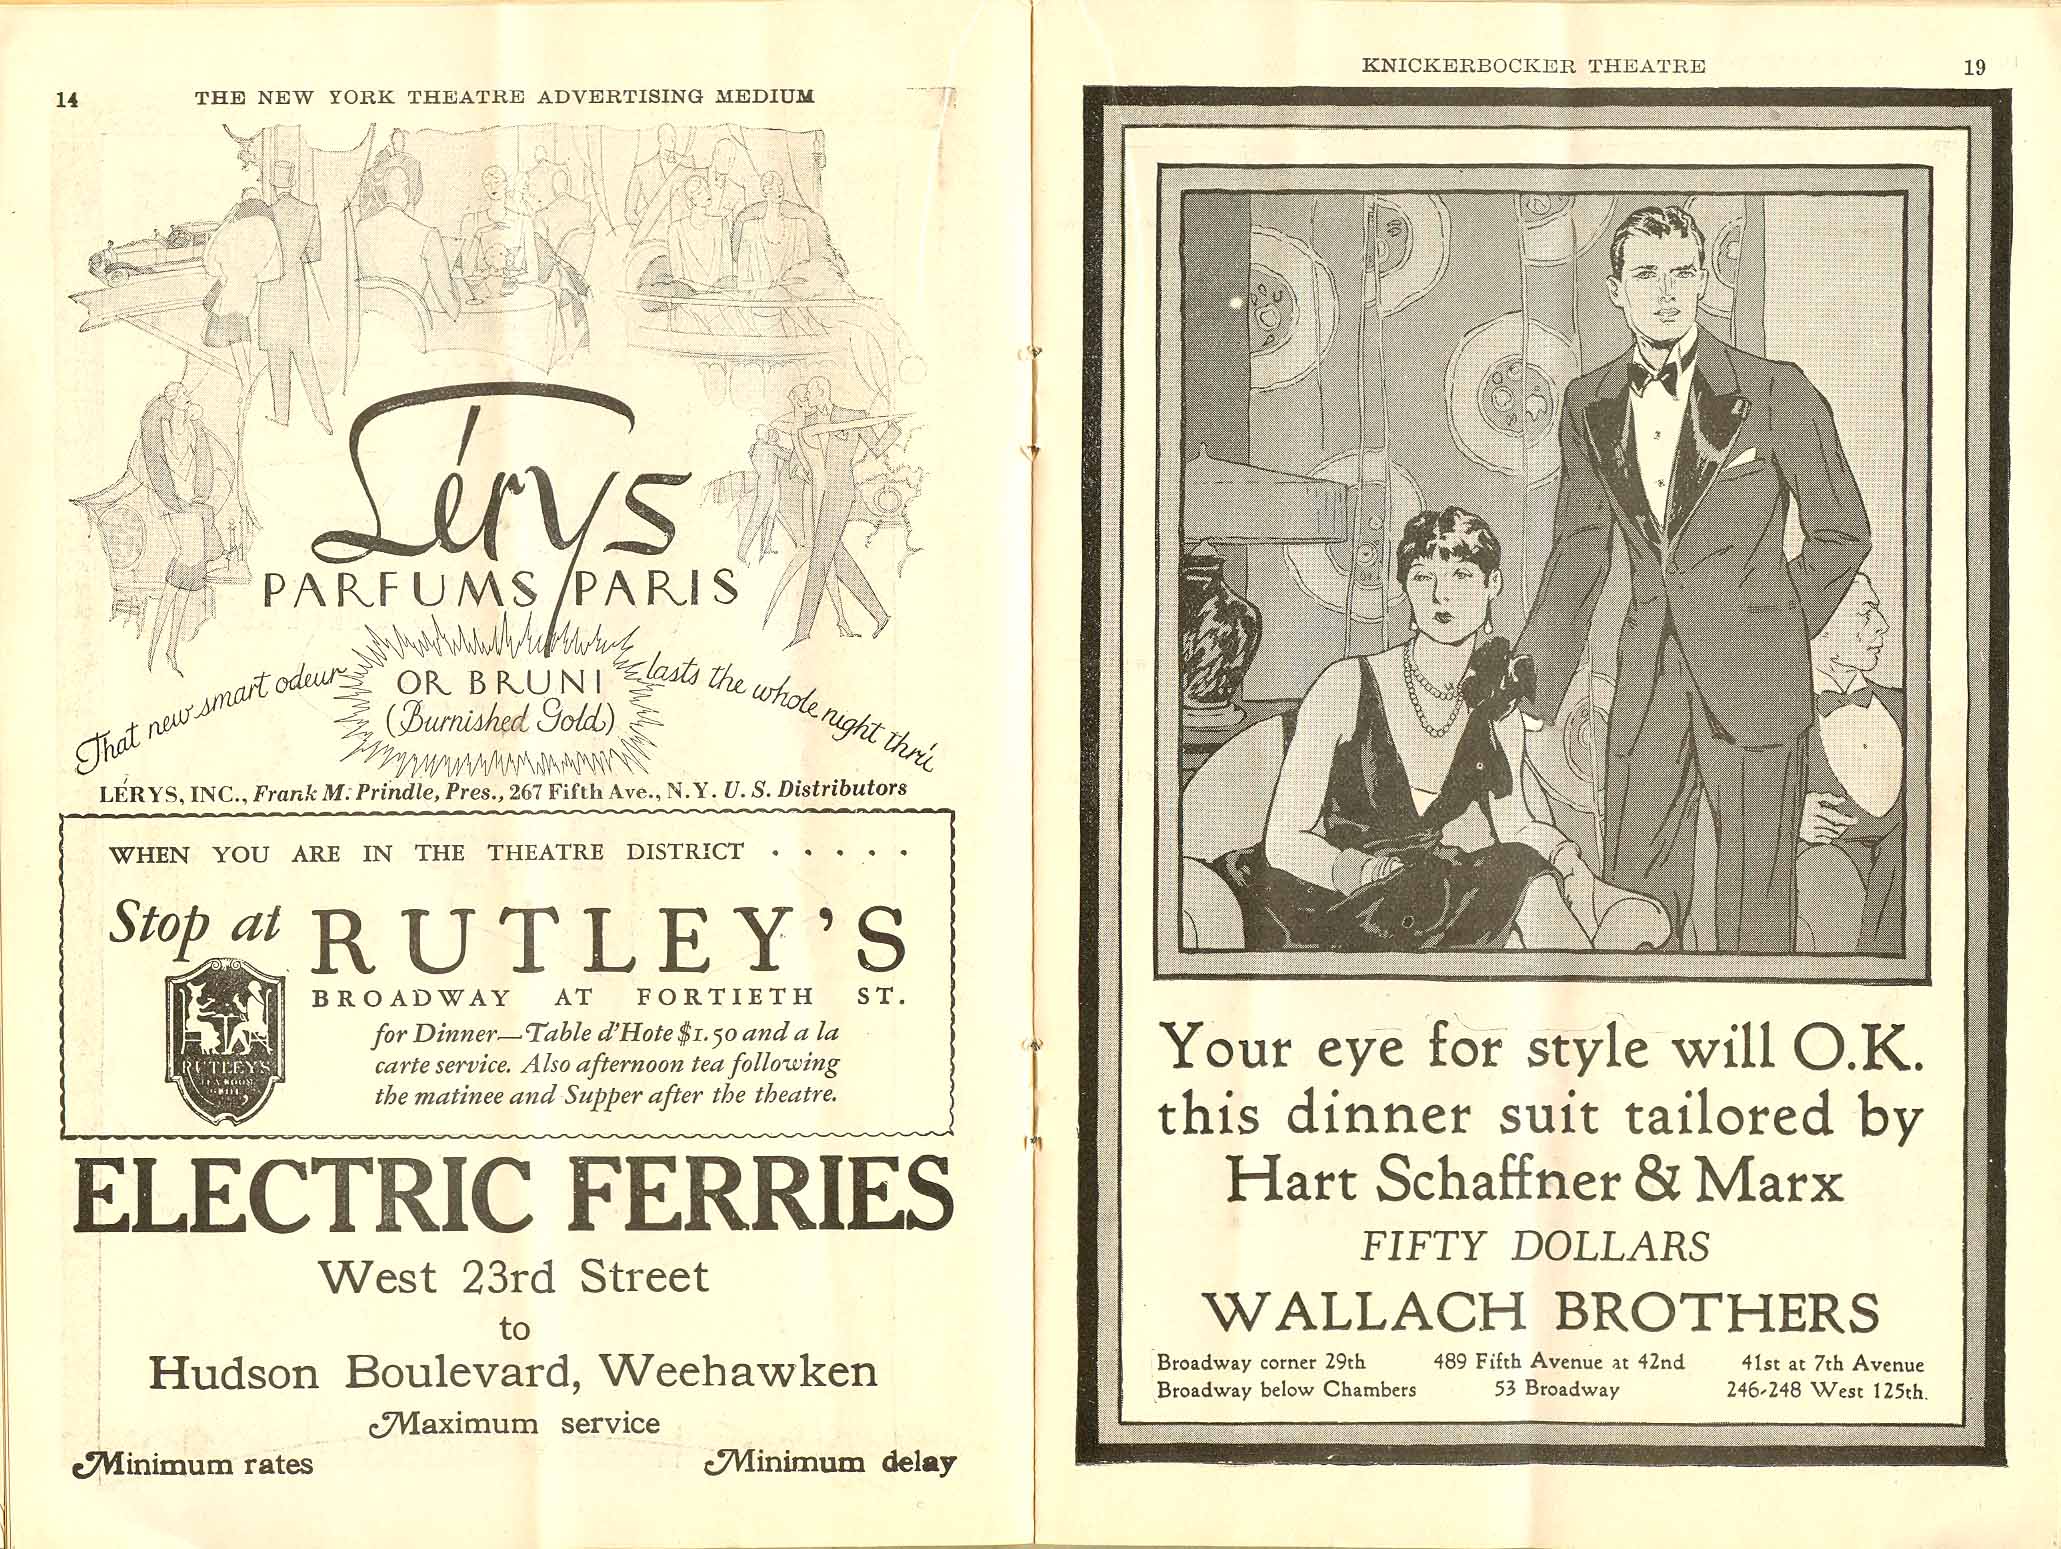 14
THE NEW YORK THEATRE ADVERTISING MEDIUM
Lérys
PARFUMS PARIS
That new smart odeur
OR BRUNI
(Burnished Gold)
lasts the whole night thru
LÉRYS, INC., Frank M. Prindle, Pres., 267 Fifth Ave., N.Y. U.S. Distributors
WHEN YOU ARE IN THE THEATRE DISTRICT . . . . .
Stop at RUTLEY'S
BROADWAY AT FORTIETH ST.
for Dinner—Table d'Hote $1.50 and a la
carte service. Also afternoon tea following
the matinee and Supper after the theatre.
RUTLEY'S
ELECTRIC FERRIES
West 23rd Street
to
Hudson Boulevard, Weehawken
Maximum service
Minimum rates Minimum delay
KNICKERBOCKER THEATRE
19
Your eye for style will O.K.
this dinner suit tailored by
Hart Schaffner & Marx
FIFTY DOLLARS
WALLACH BROTHERS
Broadway corner 29th 489 Fifth Avenue at 42nd 41st at 7th Avenue
Broadway below Chambers 53 Broadway 246-248 West 125th.